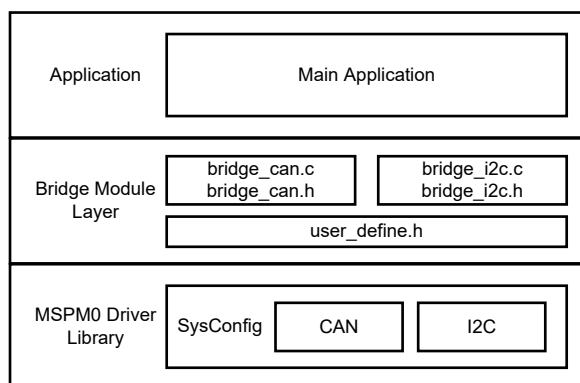 Application
Main Application
Bridge Module
Layer
bridge_can.c
bridge_can.h
bridge_i2c.c
bridge_i2c.h
user_define.h
MSPM0 Driver
Library
SysConfig
CAN
I2C